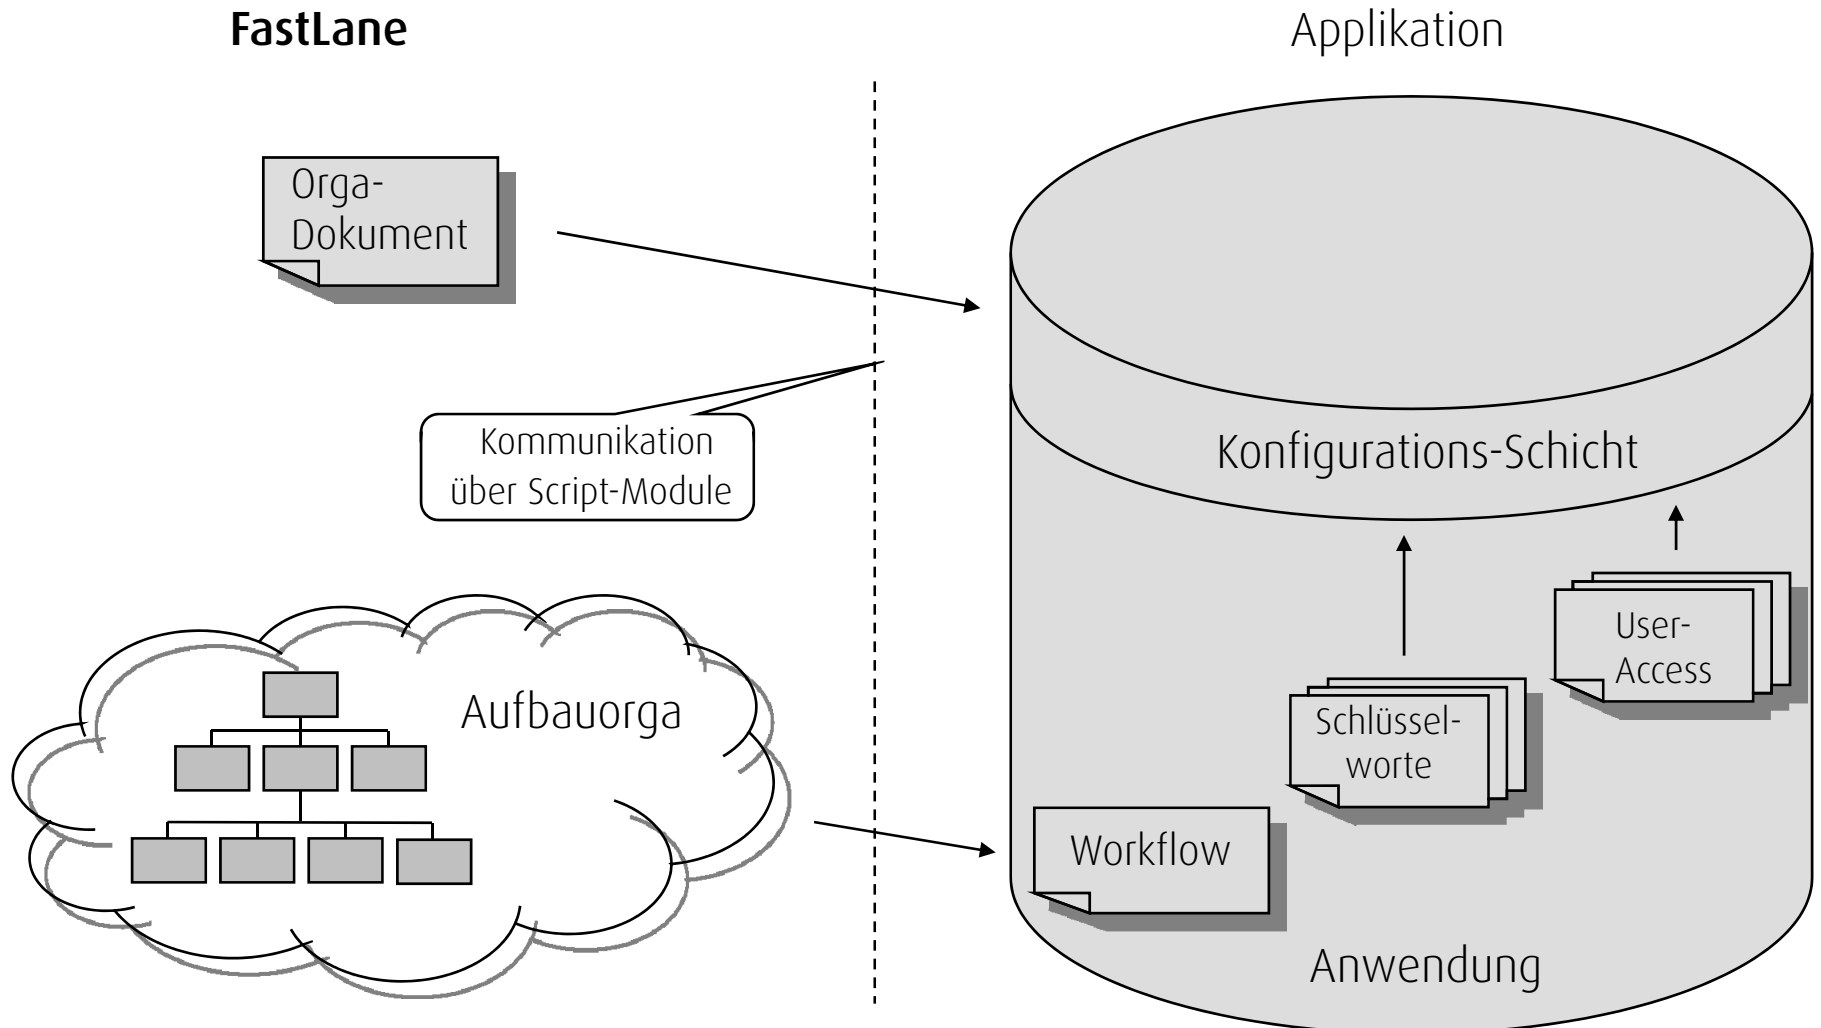 FastLane
Applikation
Orga-
Dokument
Kommunikation
über Script-Module
Konfigurations-Schicht
User-
Access
Aufbauorga
Schlüssel-
worte
Workflow
Anwendung